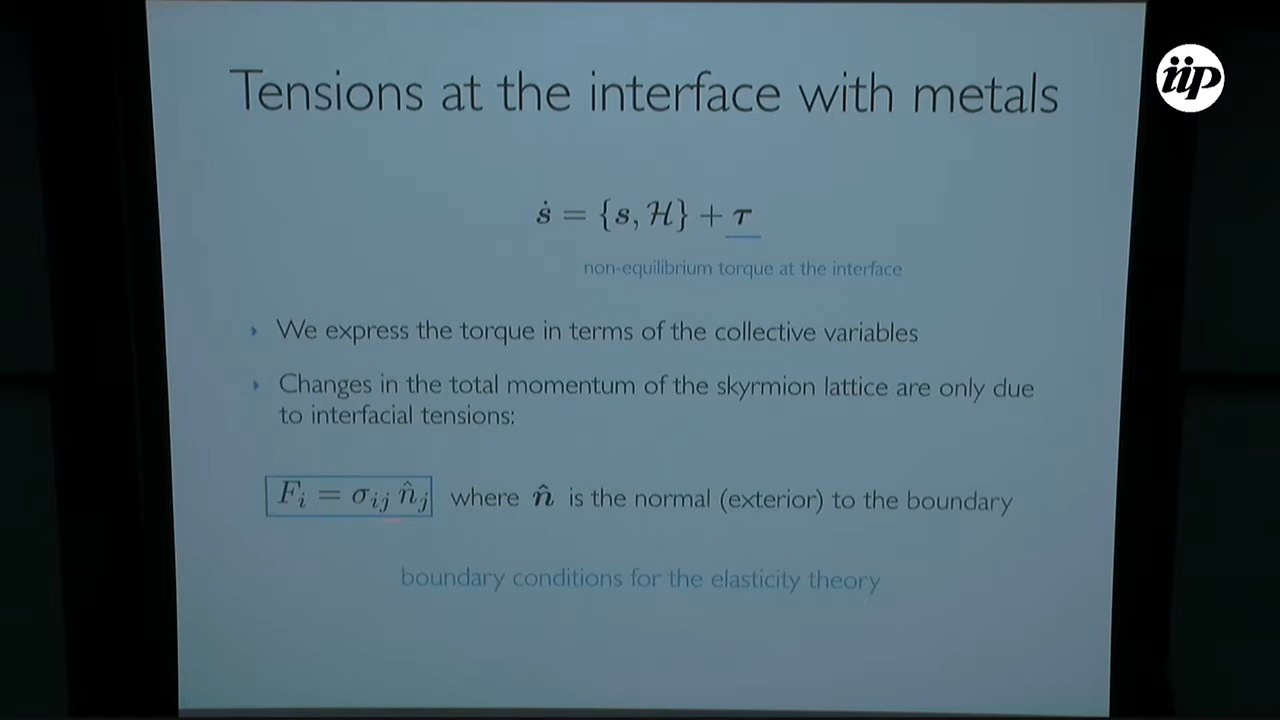 iip
Tensions at the interface with metals
ṡ = {s, ℋ} + τ
non-equilibrium torque at the interface
‣ We express the torque in terms of the collective variables
‣ Changes in the total momentum of the skyrmion lattice are only due
to interfacial tensions:
F_i = σ_ij n̂_j where n̂ is the normal (exterior) to the boundary
boundary conditions for the elasticity theory